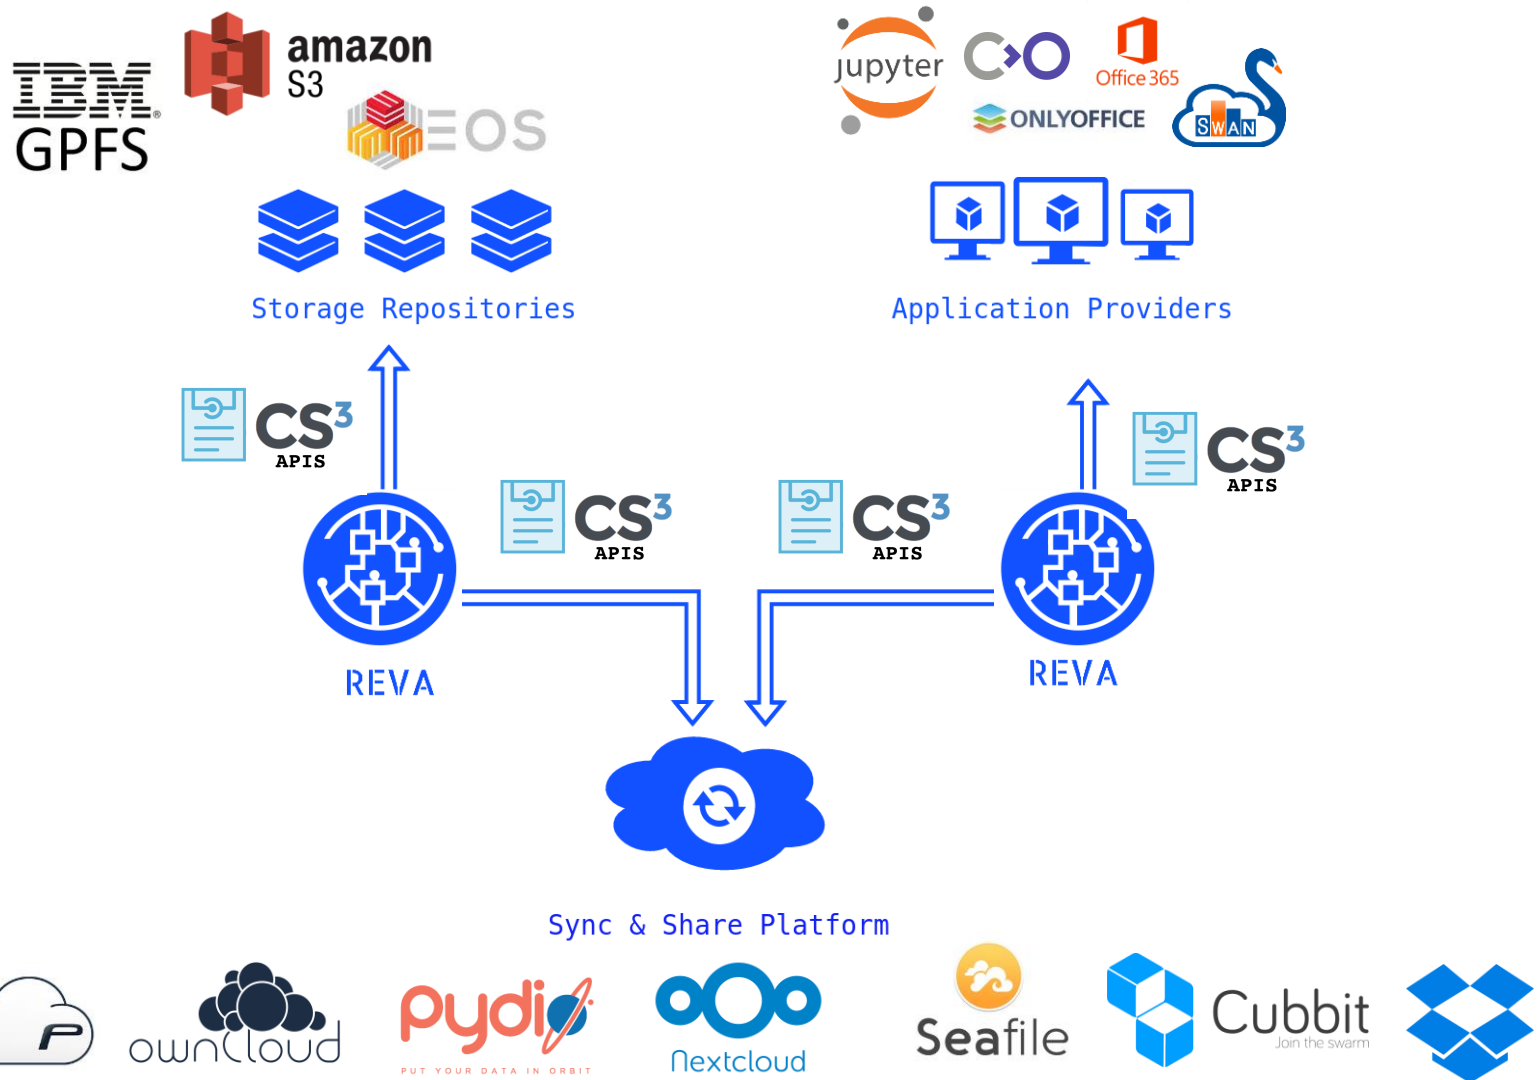 IBM®
GPFS
amazon
S3
EOS
jupyter
CO
Office 365
ONLYOFFICE
SWAN
Storage Repositories
Application Providers
CS3
APIS
CS3
APIS
CS3
APIS
CS3
APIS
REVA
REVA
Sync & Share Platform
P
ownCloud
pydio
PUT YOUR DATA IN ORBIT
Nextcloud
Seafile
Cubbit
Join the swarm